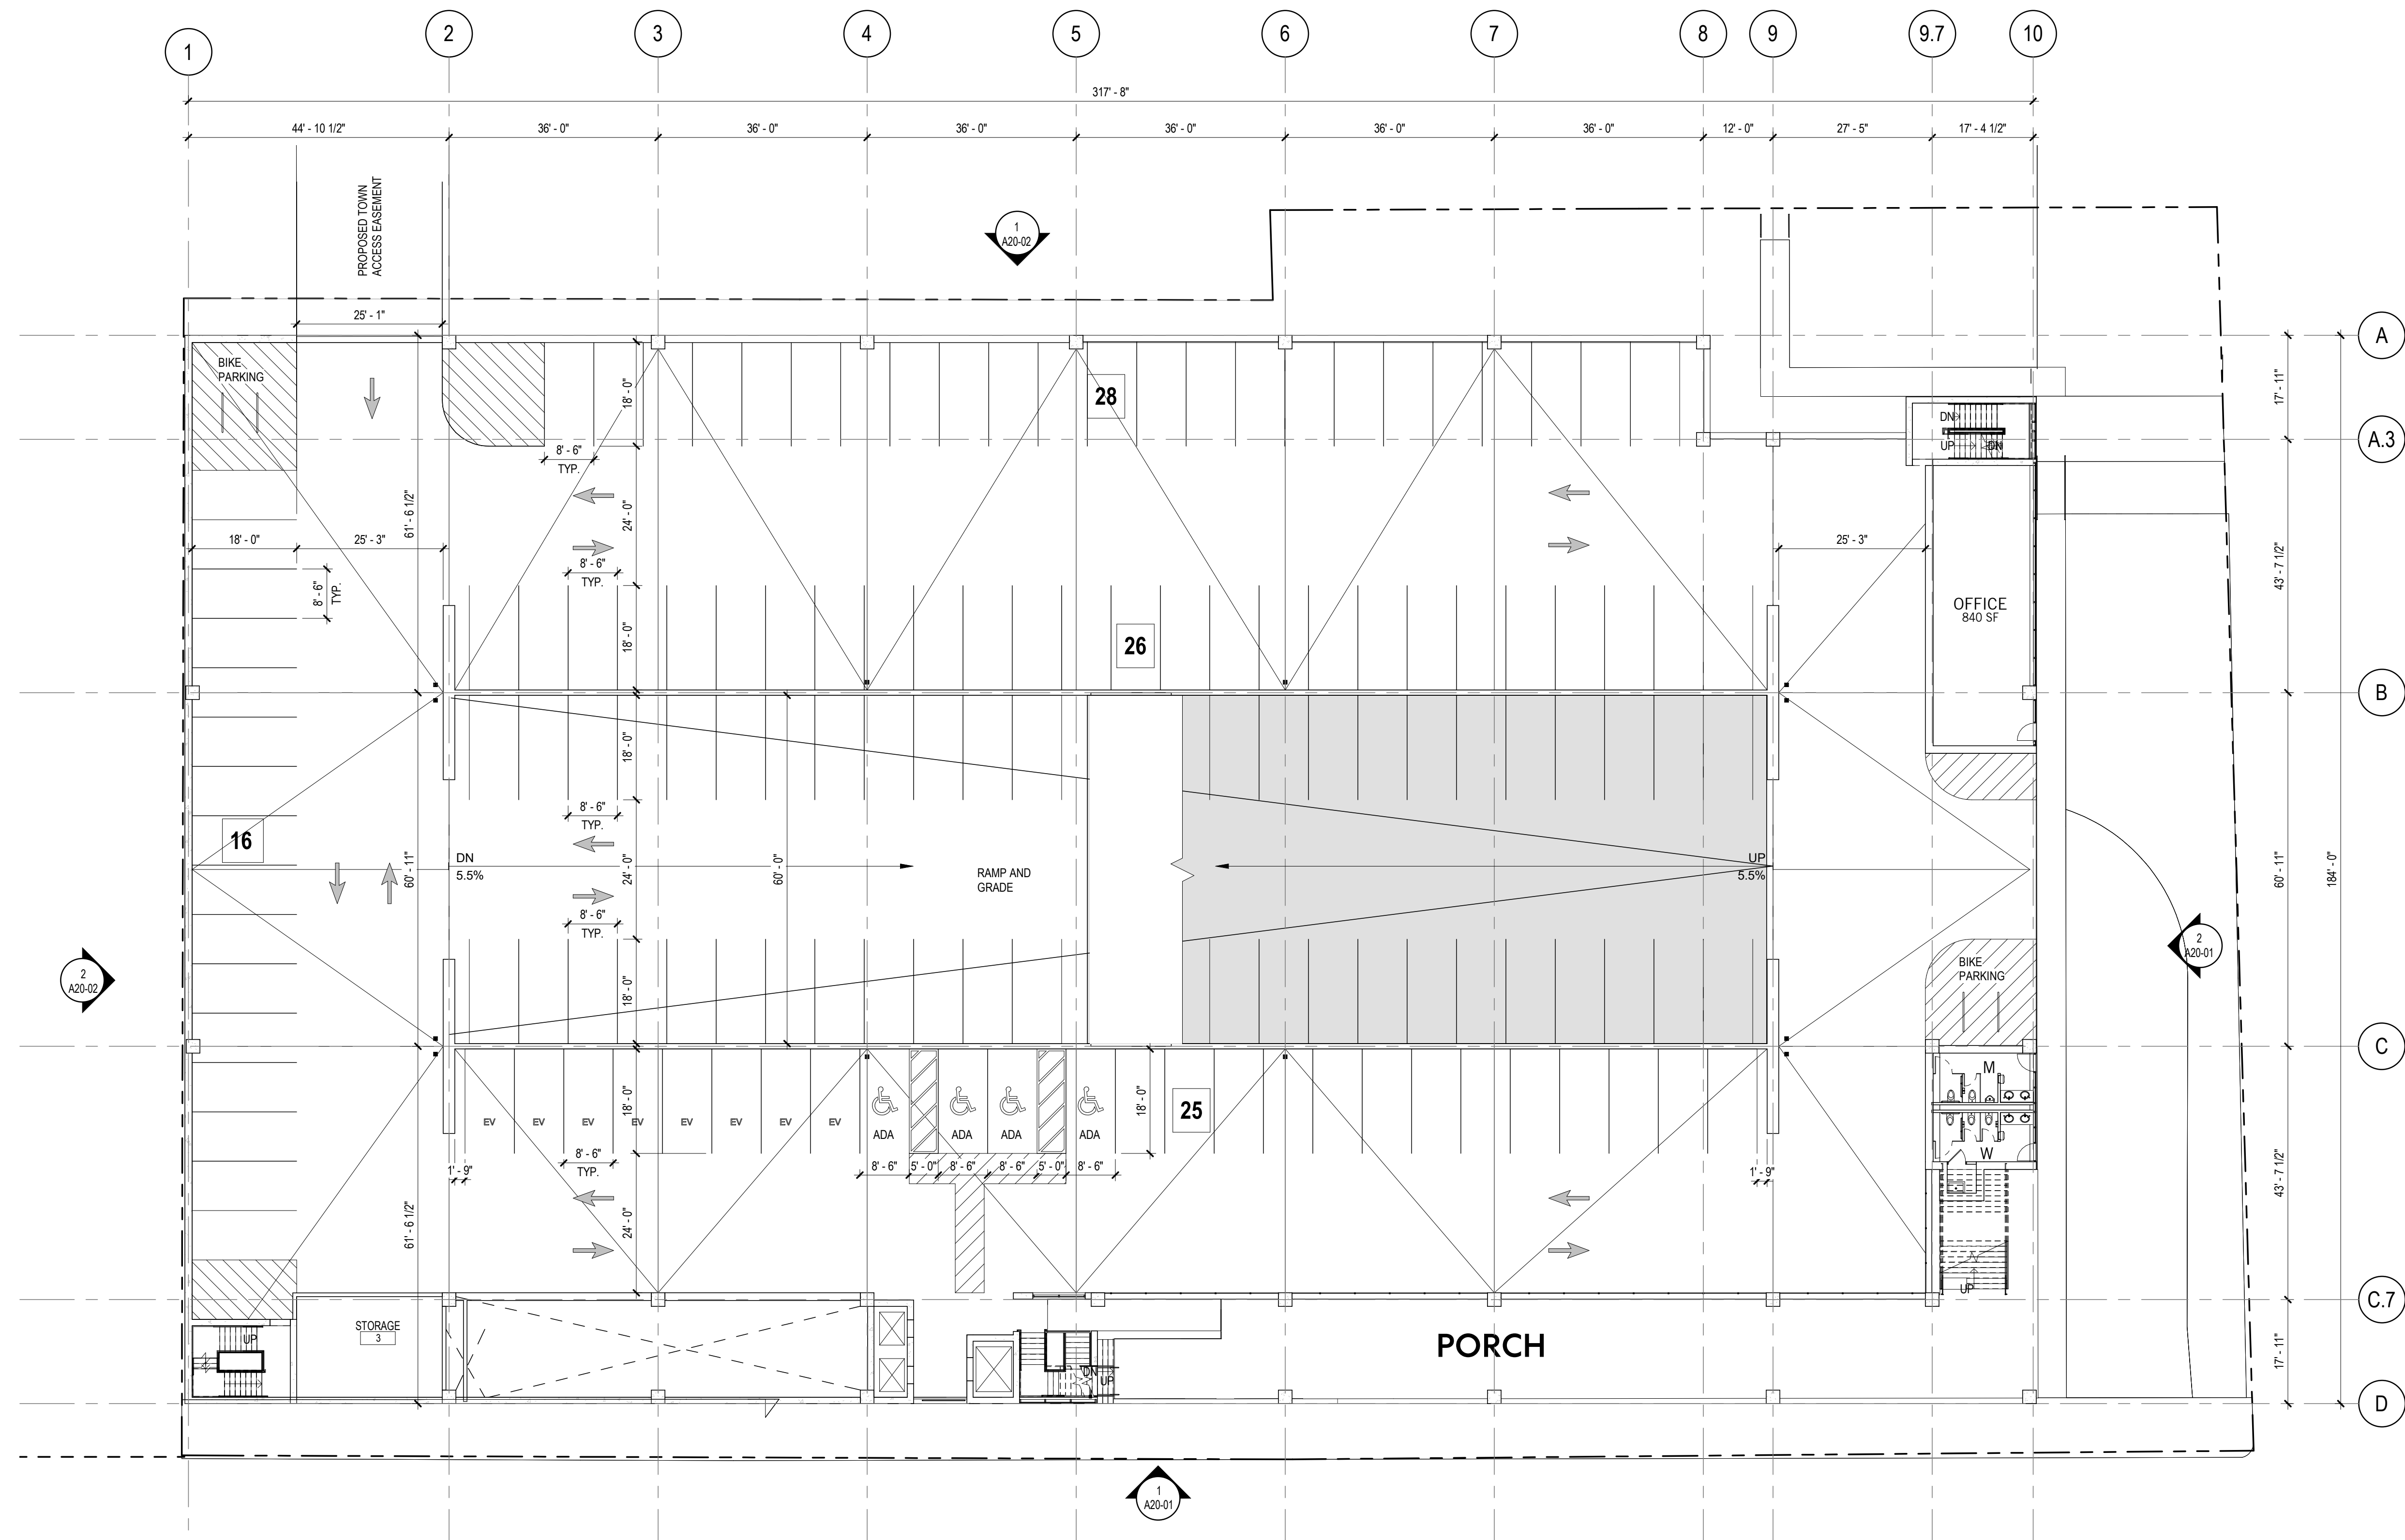 1
2
3
4
5
6
7
8
9
9.7
10
317' - 8"
44' - 10 1/2"
36' - 0"
36' - 0"
36' - 0"
36' - 0"
36' - 0"
36' - 0"
12' - 0"
27' - 5"
17' - 4 1/2"
PROPOSED TOWN
ACCESS EASEMENT
1
A20-02
25' - 1"
A
BIKE
PARKING
28
18' - 0"
17' - 11"
A.3
DN
UP
DN
8' - 6"
TYP.
61' - 6 1/2"
24' - 0"
18' - 0"
25' - 3"
8' - 6"
TYP.
8' - 6"
TYP.
25' - 3"
43' - 7 1/2"
OFFICE
840 SF
18' - 0"
26
B
18' - 0"
8' - 6"
TYP.
16
DN
5.5%
60' - 11"
24' - 0"
60' - 0"
RAMP AND
GRADE
UP
5.5%
60' - 11"
184' - 0"
8' - 6"
TYP.
2
A20-02
2
A20-01
BIKE
PARKING
18' - 0"
C
M
W
EV
EV
EV
EV
EV
EV
EV
EV
18' - 0"
ADA
ADA
ADA
ADA
18' - 0"
25
8' - 6"
TYP.
1' - 9"
8' - 6"
5' - 0"
8' - 6"
8' - 6"
5' - 0"
8' - 6"
1' - 9"
43' - 7 1/2"
61' - 6 1/2"
24' - 0"
UP
C.7
STORAGE
3
UP
PORCH
DN
UP
17' - 11"
D
1
A20-01